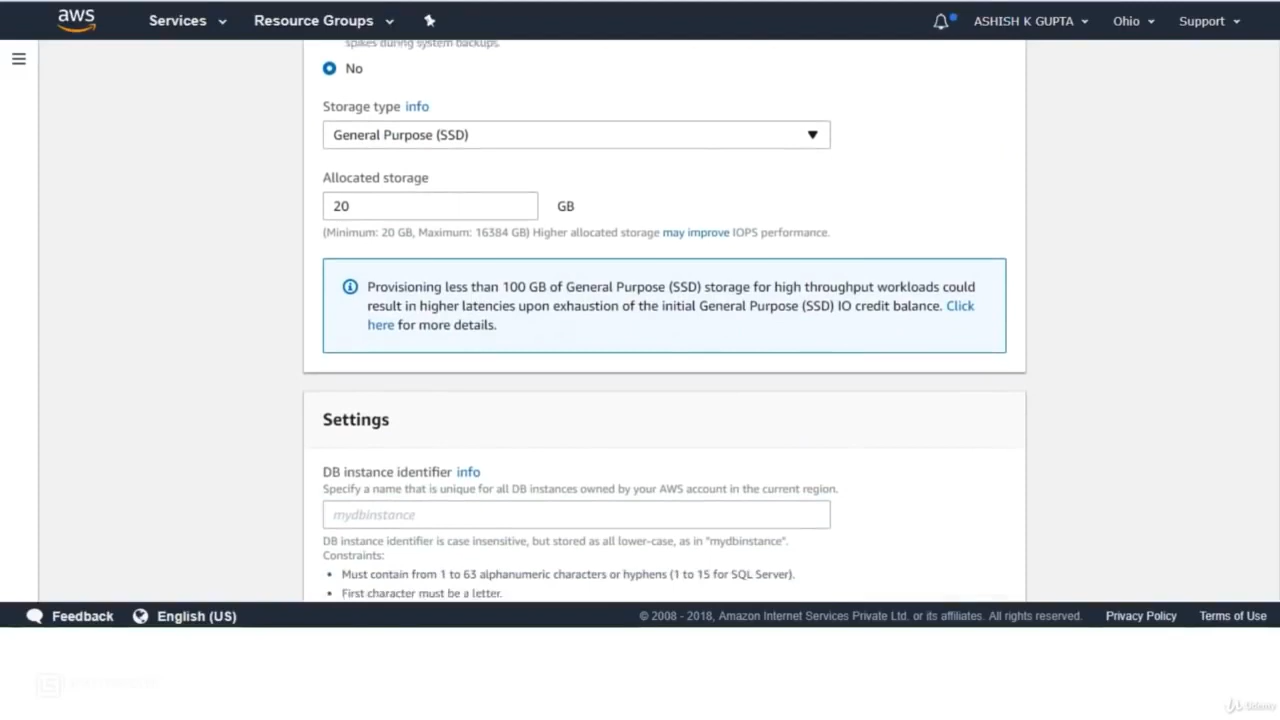 aws Services Resource Groups ASHISH K GUPTA Ohio Support
spikes during system backups.
No
Storage type info
General Purpose (SSD)
Allocated storage
20 GB
(Minimum: 20 GB, Maximum: 16384 GB) Higher allocated storage may improve IOPS performance.
Provisioning less than 100 GB of General Purpose (SSD) storage for high throughput workloads could
result in higher latencies upon exhaustion of the initial General Purpose (SSD) IO credit balance. Click
here for more details.
Settings
DB instance identifier info
Specify a name that is unique for all DB instances owned by your AWS account in the current region.
mydbinstance
DB instance identifier is case insensitive, but stored as all lower-case, as in "mydbinstance".
Constraints:
• Must contain from 1 to 63 alphanumeric characters or hyphens (1 to 15 for SQL Server).
• First character must be a letter.
Feedback English (US) © 2008 - 2018, Amazon Internet Services Private Ltd. or its affiliates. All rights reserved. Privacy Policy Terms of Use
Udemy